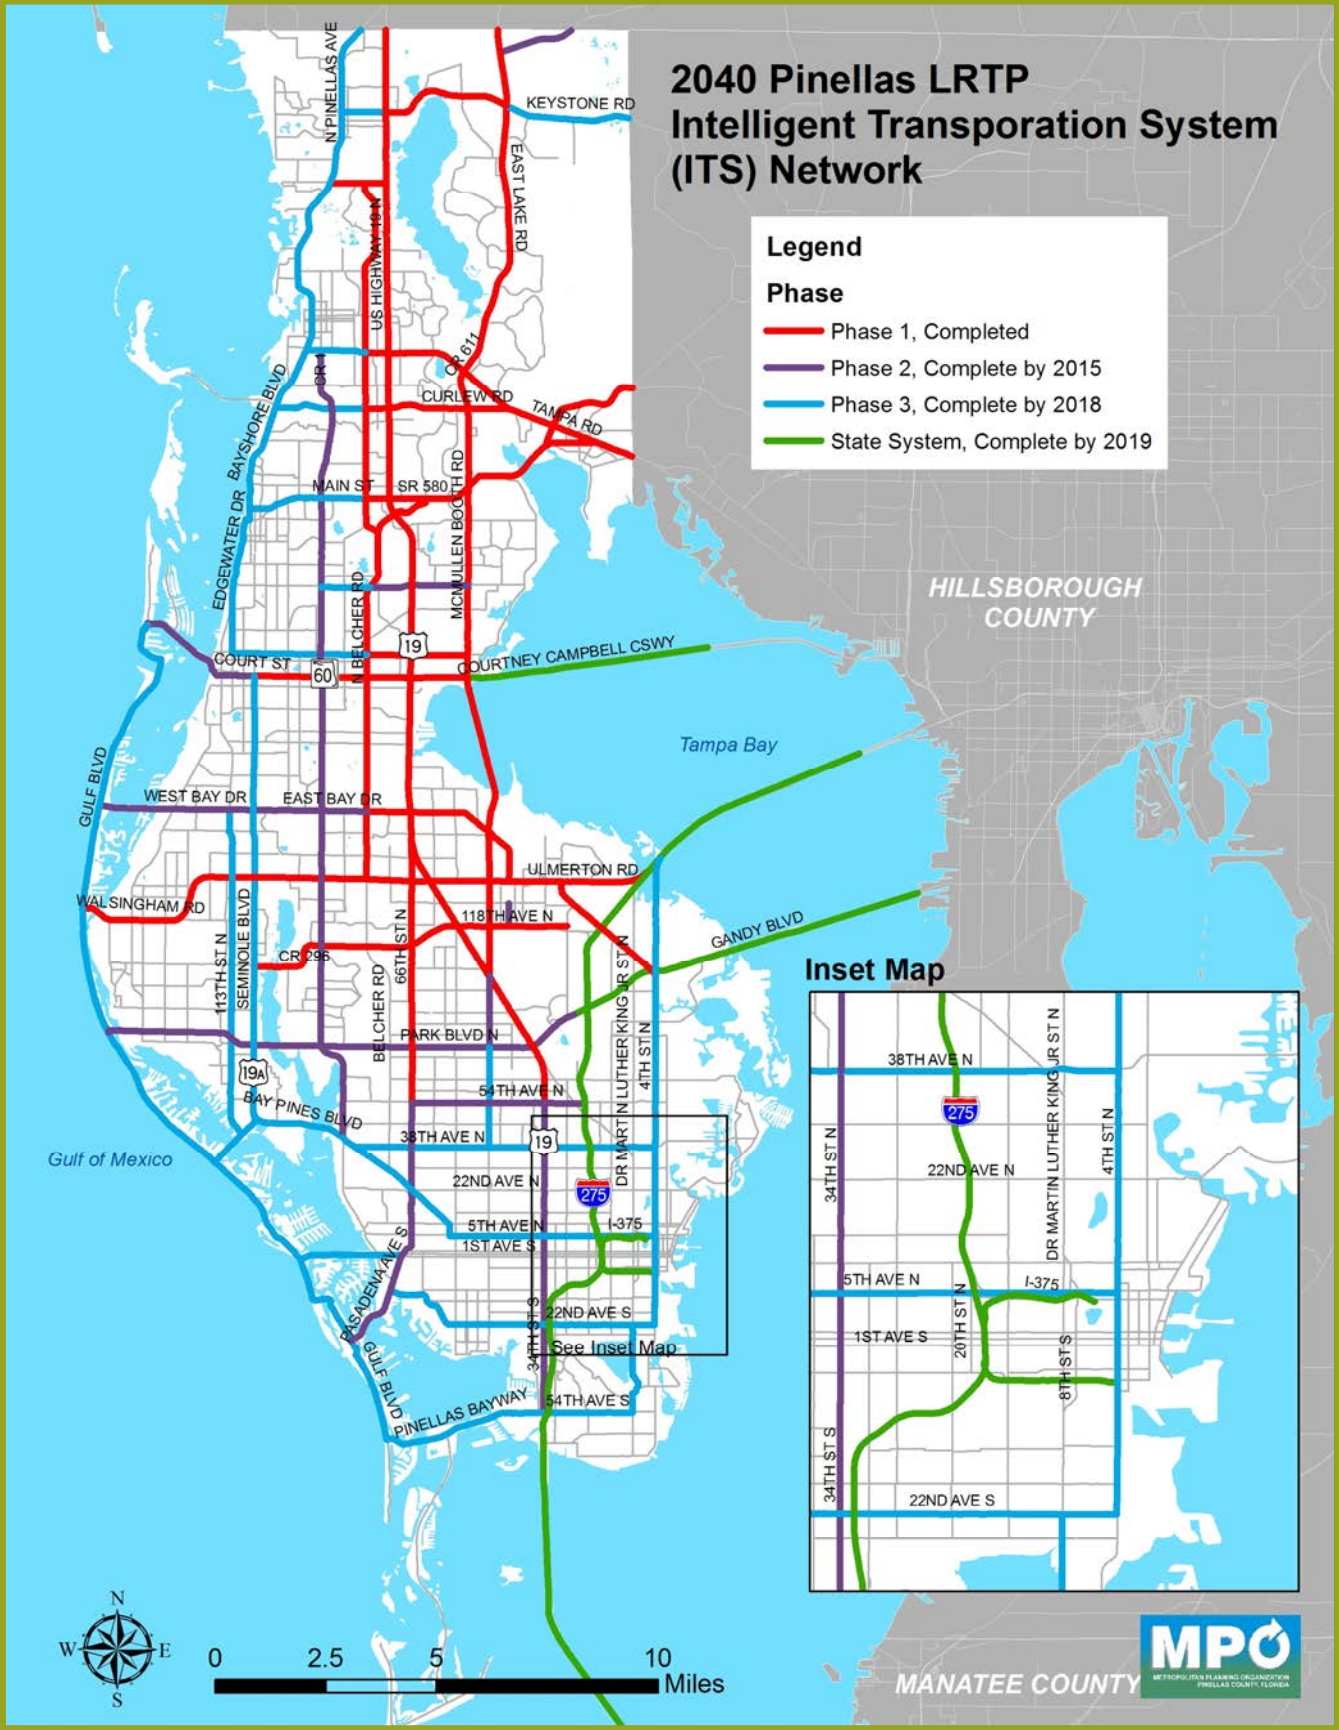 2040 Pinellas LRTP
Intelligent Transporation System
(ITS) Network
Legend
Phase
Phase 1, Completed
Phase 2, Complete by 2015
Phase 3, Complete by 2018
State System, Complete by 2019
N PINELLAS AVE
KEYSTONE RD
EAST LAKE RD
US HIGHWAY 19 N
CR 611
CR 1
CURLEW RD
TAMPA RD
BAYSHORE BLVD
MAIN ST
SR 580
EDGEWATER DR
MCMULLEN BOOTH RD
N BELCHER RD
HILLSBOROUGH
COUNTY
19
COURT ST
60
COURTNEY CAMPBELL CSWY
Tampa Bay
GULF BLVD
WEST BAY DR
EAST BAY DR
ULMERTON RD
WALSINGHAM RD
118TH AVE N
GANDY BLVD
113TH ST N
SEMINOLE BLVD
CR 296
66TH ST N
BELCHER RD
PARK BLVD N
DR MARTIN LUTHER KING JR ST N
4TH ST N
19A
54TH AVE N
BAY PINES BLVD
38TH AVE N
19
Gulf of Mexico
22ND AVE N
275
5TH AVE N
I-375
1ST AVE S
PASADENA AVE S
22ND AVE S
34TH ST S
See Inset Map
GULF BLVD
PINELLAS BAYWAY
54TH AVE S
Inset Map
38TH AVE N
275
DR MARTIN LUTHER KING JR ST N
4TH ST N
34TH ST N
22ND AVE N
5TH AVE N
I-375
20TH ST N
1ST AVE S
8TH ST S
34TH ST S
22ND AVE S
N
W
E
S
0
2.5
5
10
Miles
MANATEE COUNTY
MPO
METROPOLITAN PLANNING ORGANIZATION
PINELLAS COUNTY, FLORIDA